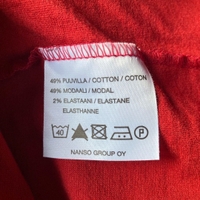 49% PUUVILLA / COTTON / COTON
49% MODAALI / MODAL
2% ELASTAANI / ELASTANE
ELASTHANNE
40
NANSO GROUP OY